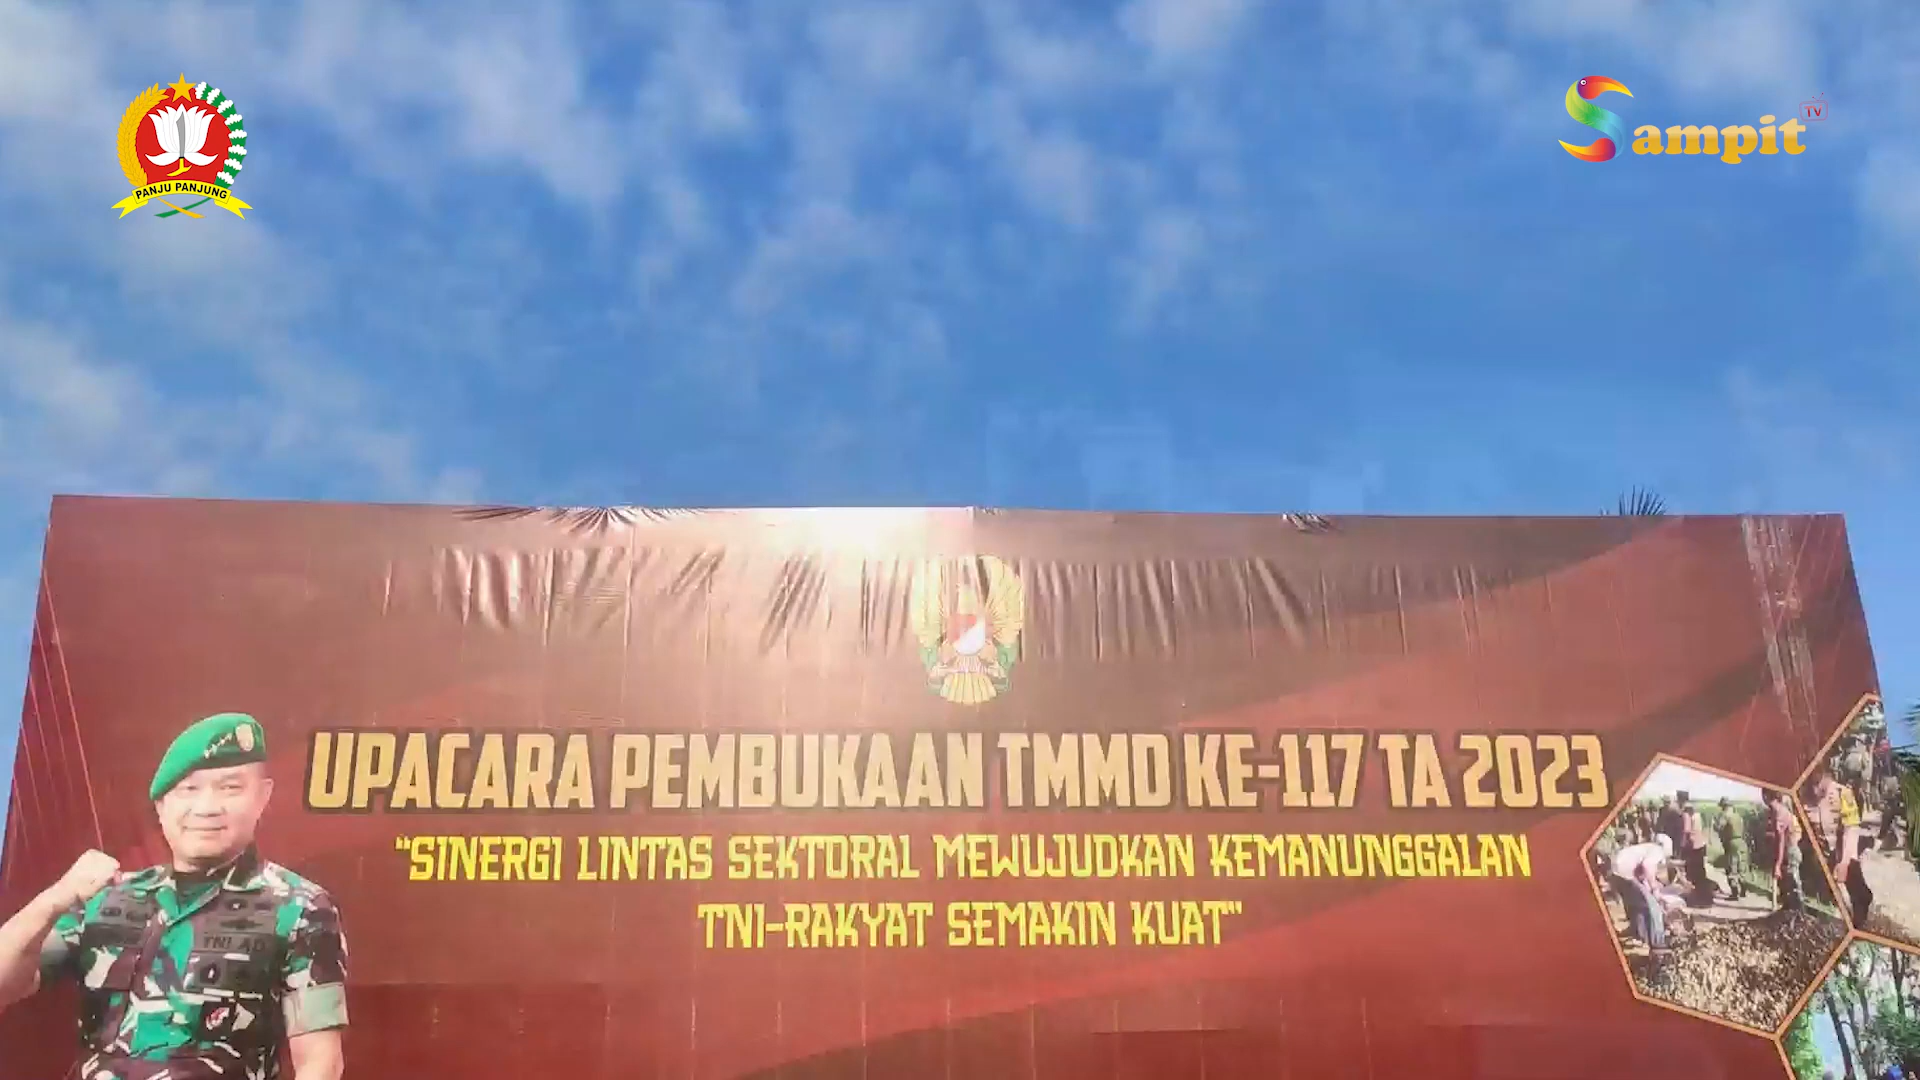 PANJU PANJUNG
Sampit TV
UPACARA PEMBUKAAN TMMD KE-117 TA 2023
"SINERGI LINTAS SEKTORAL MEWUJUDKAN KEMANUNGGALAN
TNI-RAKYAT SEMAKIN KUAT"
TNI AD